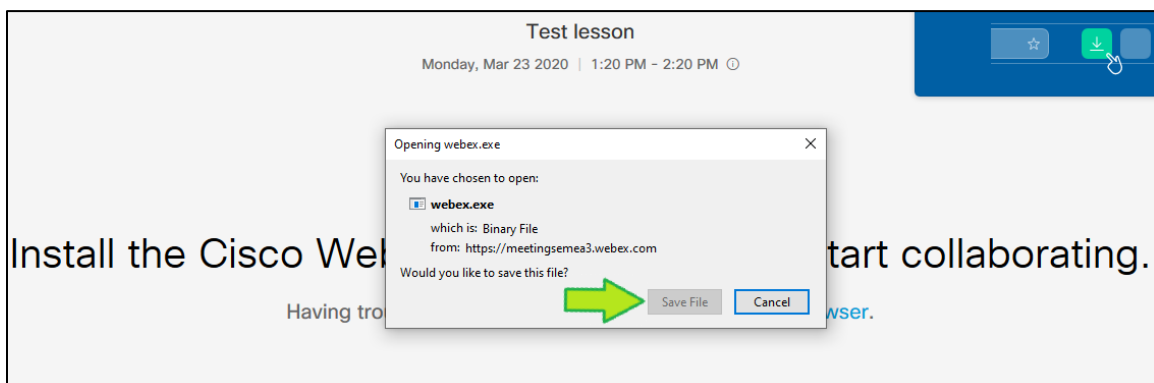 Test lesson
Monday, Mar 23 2020 | 1:20 PM - 2:20 PM
Opening webex.exe
You have chosen to open:
webex.exe
which is: Binary File
from: https://meetingsemea3.webex.com
Would you like to save this file?
Save File Cancel
Install the Cisco We tart collaborating.
Having tro wser.